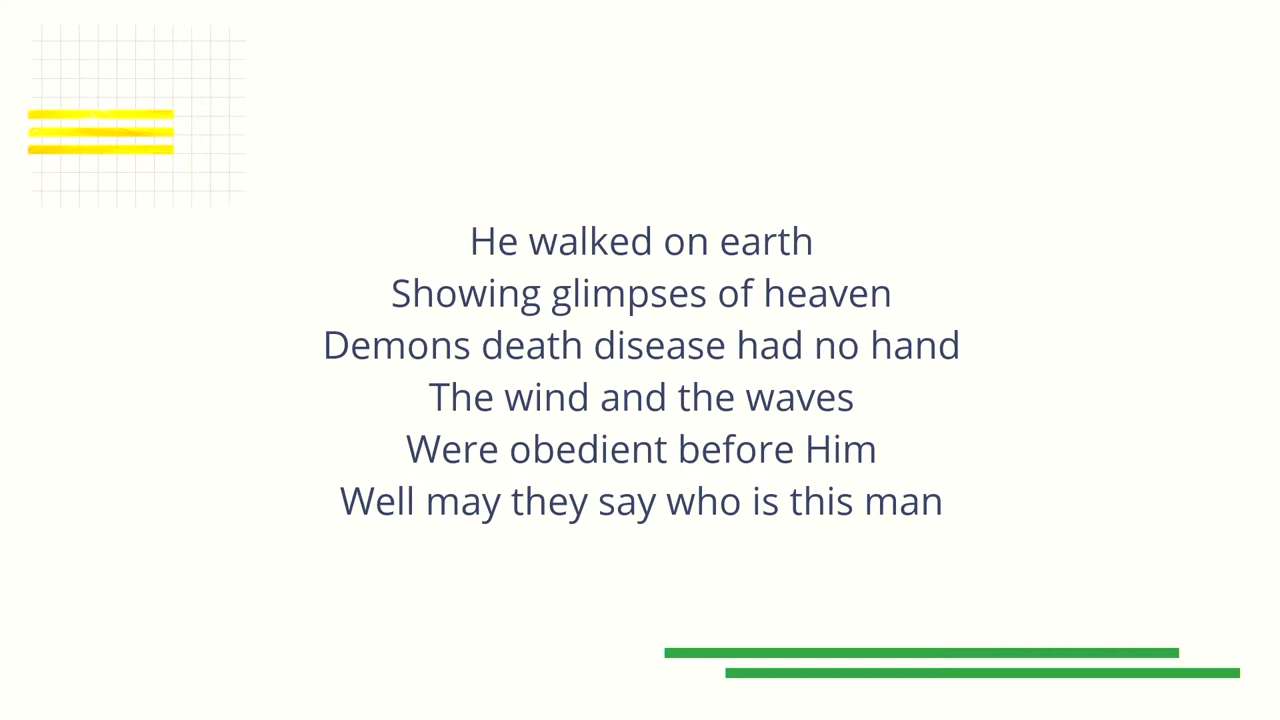 He walked on earth
Showing glimpses of heaven
Demons death disease had no hand
The wind and the waves
Were obedient before Him
Well may they say who is this man